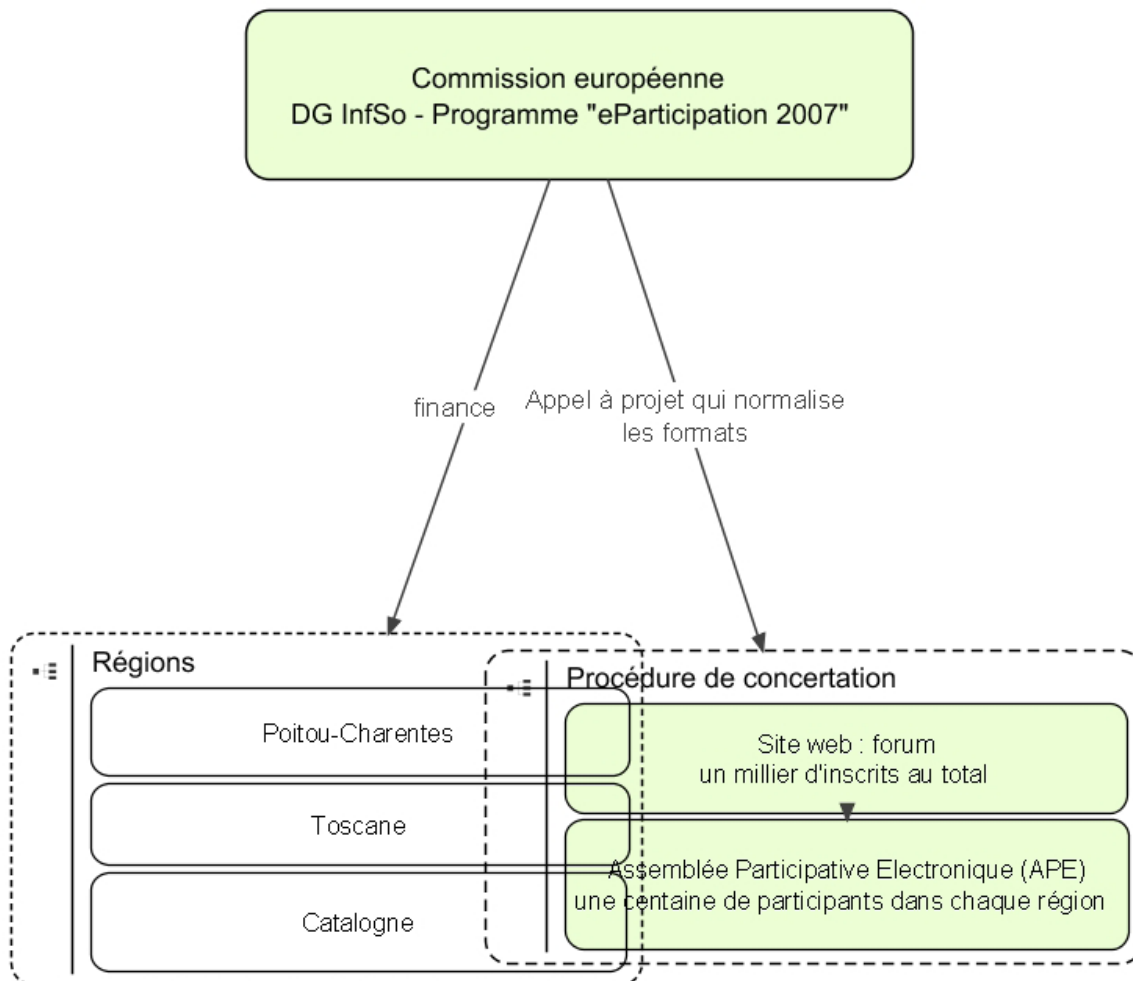 Commission européenne
DG InfSo - Programme "eParticipation 2007"
finance
Appel à projet qui normalise
les formats
Régions
Poitou-Charentes
Toscane
Catalogne
Procédure de concertation
Site web : forum
un millier d'inscrits au total
Assemblée Participative Electronique (APE)
une centaine de participants dans chaque région